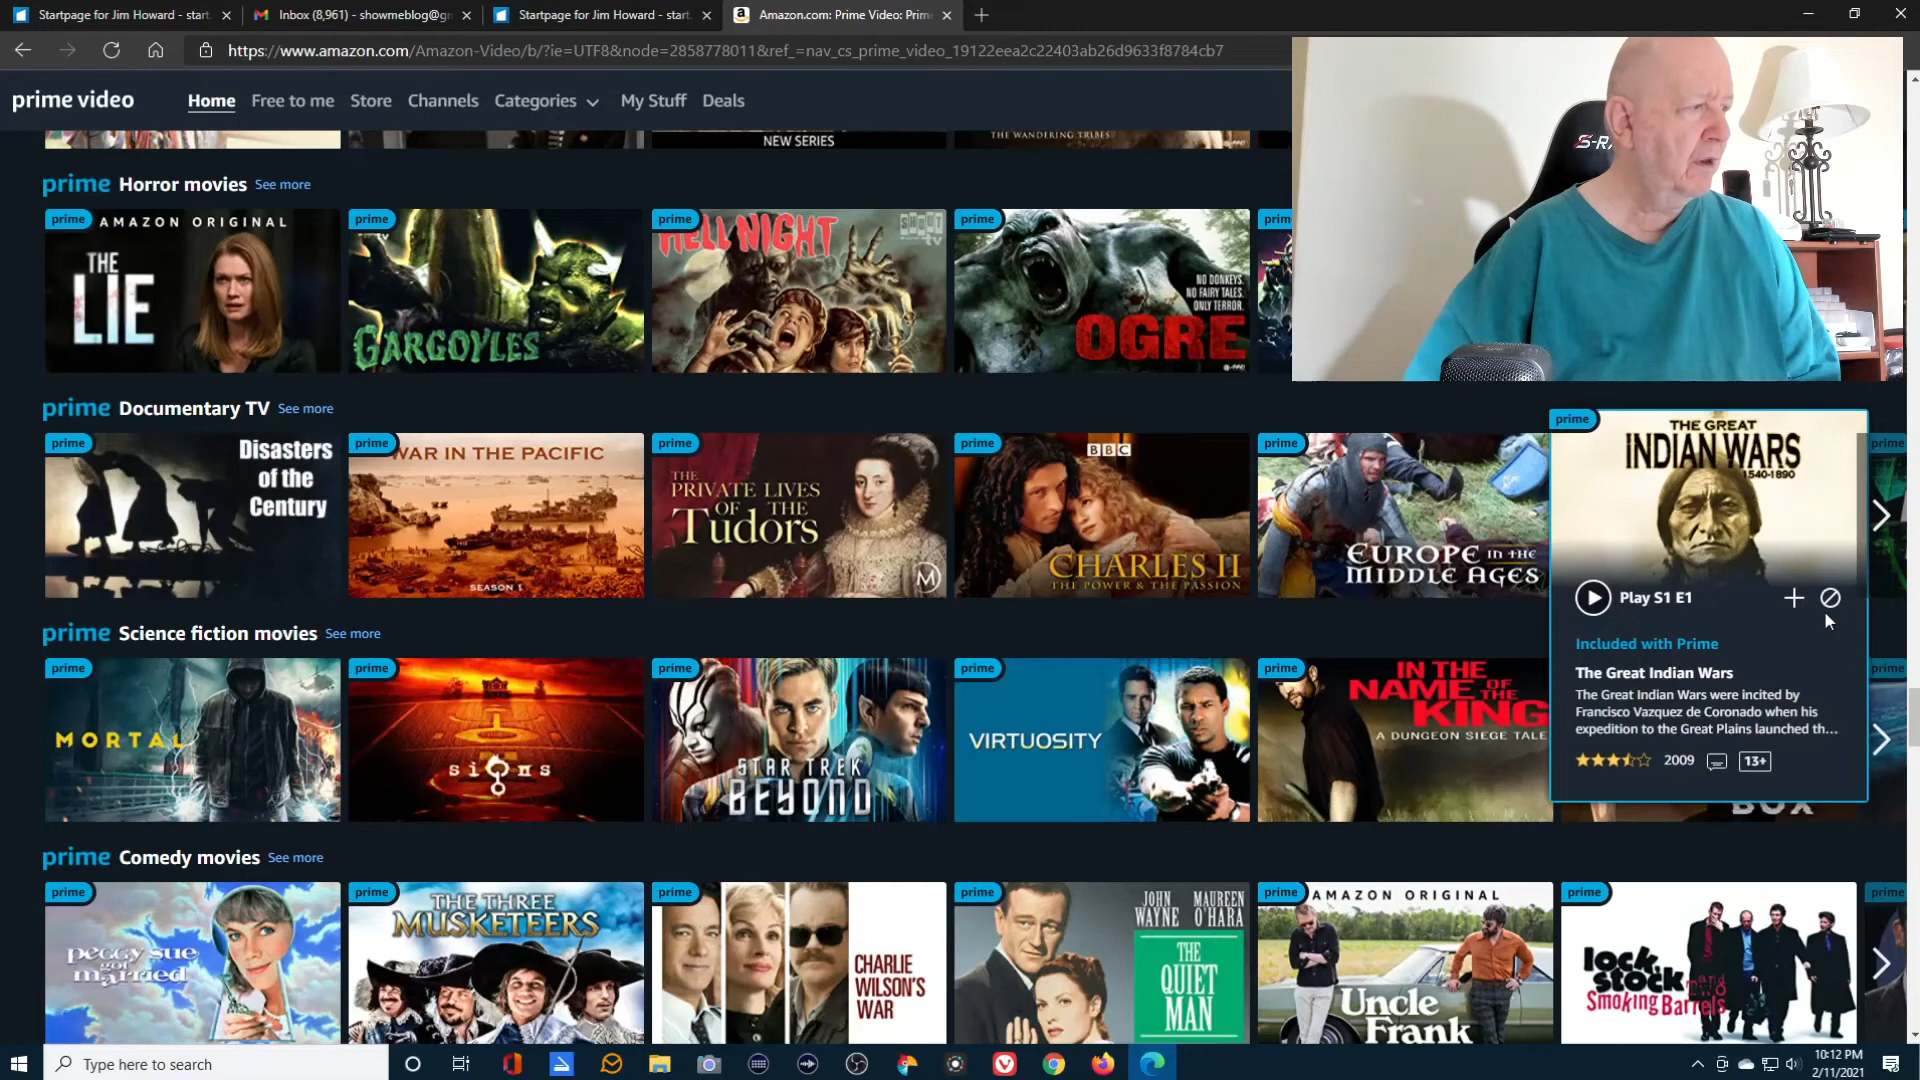 Startpage for Jim Howard - start.
Inbox (8,961) - showmeblog@gm
Startpage for Jim Howard - start.
Amazon.com: Prime Video: Prime
https://www.amazon.com/Amazon-Video/b/?ie=UTF8&node=2858778011&ref_=nav_cs_prime_video_19122eea2c22403ab26d9633f8784cb7
prime video
Home
Free to me
Store
Channels
Categories
My Stuff
Deals
NEW SERIES
THE WANDERING TRIBES
prime Horror movies See more
prime
AMAZON ORIGINAL
THE
LIE
prime
GARGOYLES
prime
HELL NIGHT
SHOUT
tv
prime
NO DONKEYS.
NO FAIRY TALES.
ONLY TERROR.
OGRE
prim
S-RA
prime Documentary TV See more
prime
Disasters
of the
Century
prime
WAR IN THE PACIFIC
SEASON 1
prime
THE
PRIVATE LIVES
OF THE
Tudors
M
prime
BBC
CHARLES II
THE POWER & THE PASSION
prime
EUROPE IN THE
MIDDLE AGES
prime
THE GREAT
INDIAN WARS
1540-1890
Play S1 E1
Included with Prime
The Great Indian Wars
The Great Indian Wars were incited by
Francisco Vazquez de Coronado when his
expedition to the Great Plains launched th...
2009
13+
prime
prime Science fiction movies See more
prime
MORTAL
prime
signs
prime
STAR TREK
BEYOND
prime
VIRTUOSITY
prime
IN THE
NAME OF THE
KING
A DUNGEON SIEGE TALE
BOX
prime
prime Comedy movies See more
prime
peggy sue
got
married
prime
THE THREE
MUSKETEERS
prime
CHARLIE
WILSON'S
WAR
prime
JOHN WAYNE
MAUREEN O'HARA
THE
QUIET
MAN
prime
AMAZON ORIGINAL
Uncle
Frank
prime
lock,
stock
and
two
Smoking Barrels
prime
Type here to search
10:12 PM
2/11/2021